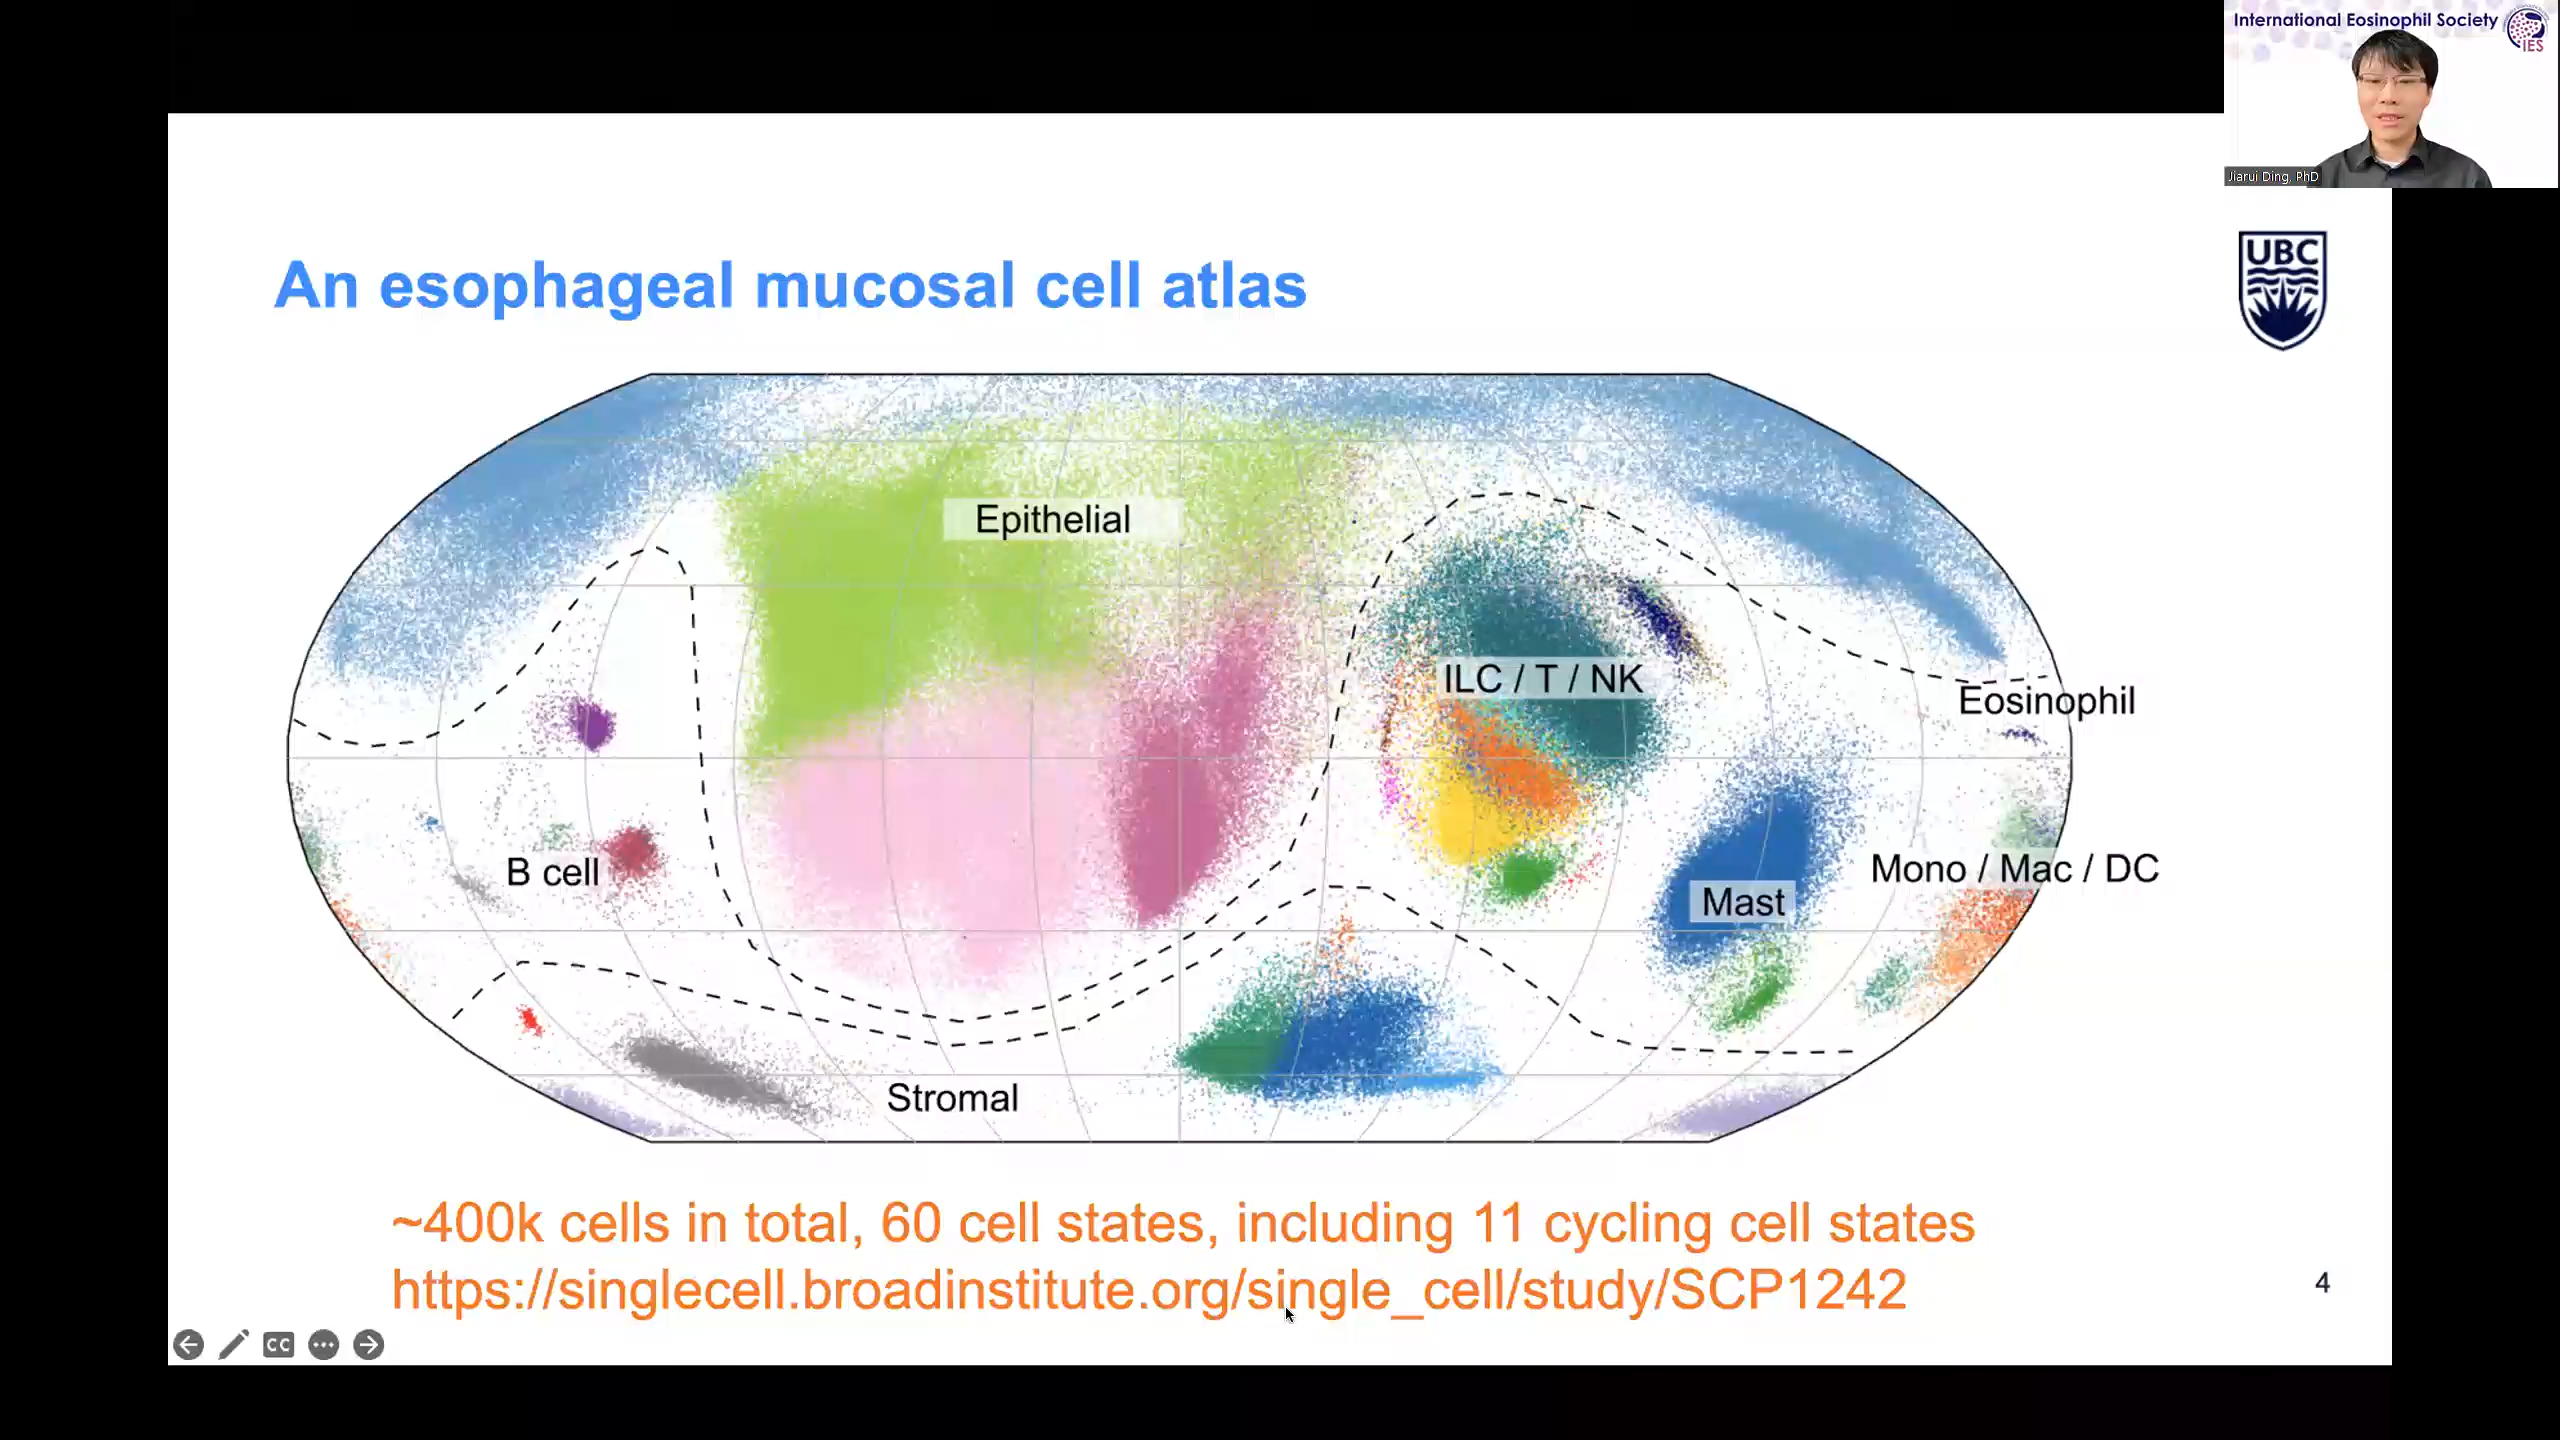 International Eosinophil Society
IES
Jiarui Ding, PhD
UBC
An esophageal mucosal cell atlas
Epithelial
ILC / T / NK
Eosinophil
B cell
Mono / Mac / DC
Mast
Stromal
~400k cells in total, 60 cell states, including 11 cycling cell states
https://singlecell.broadinstitute.org/single_cell/study/SCP1242
4
CC